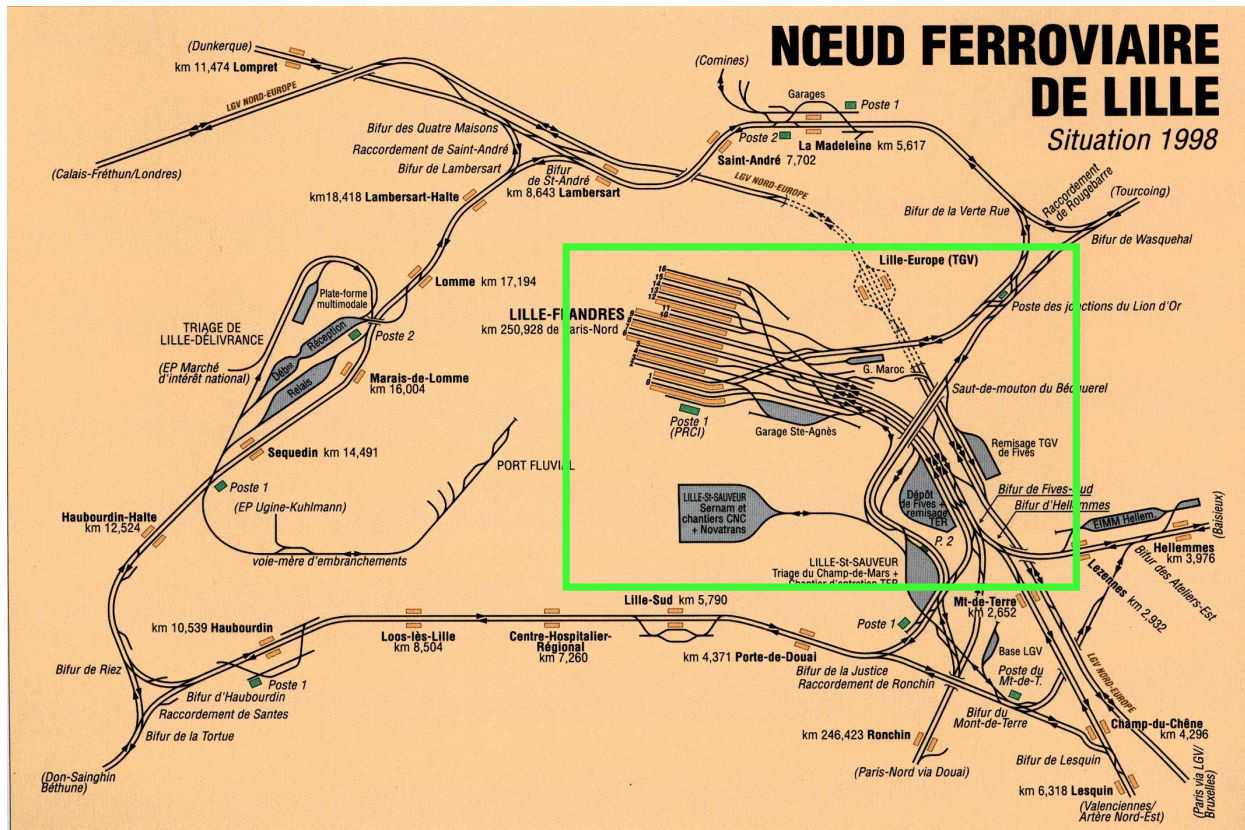 NŒUD FERROVIAIRE
DE LILLE
Situation 1998
(Dunkerque)
km 11,474 Lompret
LGV NORD-EUROPE
(Calais-Fréthun/Londres)
Bifur des Quatre Maisons
Raccordement de Saint-André
Bifur de Lambersart
km18,418 Lambersart-Halte
Bifur
de St-André
km 8,643 Lambersart
(Comines)
Garages
Poste 1
Poste 2
La Madeleine km 5,617
Saint-André 7,702
LGV NORD-EUROPE
Raccordement
de Rougebarre
(Tourcoing)
Bifur de la Verte Rue
Bifur de Wasquehal
Lille-Europe (TGV)
Poste des jonctions du Lion d'Or
Lomme km 17,194
Plate-forme
multimodale
TRIAGE DE
LILLE-DÉLIVRANCE
Réception
Poste 2
(EP Marché
d'intérêt national)
Relais
Marais-de-Lomme
km 16,004
LILLE-FLANDRES
km 250,928 de Paris-Nord
16
15
14
13
12
11
10
G. Maroc
Saut-de-mouton du Bécquerel
Poste 1
(PRCI)
Garage Ste-Agnès
Remisage TGV
de Fives
Sequedin km 14,491
PORT FLUVIAL
Poste 1
(EP Ugine-Kuhlmann)
voie-mère d'embranchements
Haubourdin-Halte
km 12,524
LILLE-St-SAUVEUR
Sernam et
chantiers CNC
+ Novatrans
Dépôt
de Fives +
remisage
TER
P. 2
Bifur de Fives-Sud
Bifur d'Hellemmes
EIMM Hellem.
(Baisieux)
Hellemmes
km 3,976
Lezennes km 2,932
Bifur des Ateliers-Est
LILLE-St-SAUVEUR
Triage du Champ-de-Mars +
Chantier d'entretien TER
Mt-de-Terre
km 2,652
Poste 1
Base LGV
Poste du
Mt-de-T.
LGV NORD-EUROPE
km 10,539 Haubourdin
Loos-lès-Lille
km 8,504
Centre-Hospitalier-
Régional
km 7,260
Lille-Sud km 5,790
km 4,371 Porte-de-Douai
Bifur de la Justice
Raccordement de Ronchin
Bifur de Riez
Poste 1
Bifur d'Haubourdin
Raccordement de Santes
Bifur de la Tortue
(Don-Sainghin
Béthune)
km 246,423 Ronchin
(Paris-Nord via Douai)
Bifur du
Mont-de-Terre
Champ-du-Chêne
km 4,296
Bifur de Lesquin
km 6,318 Lesquin
(Valenciennes/
Artère Nord-Est)
(Paris via LGV/
Bruxelles)